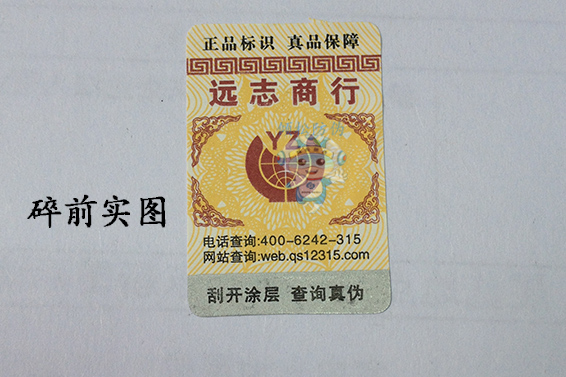 正品标识 真品保障
远志商行
YZ
碎前实图
电话查询:400-6242-315
网站查询:web.qs12315.com
刮开涂层 查询真伪